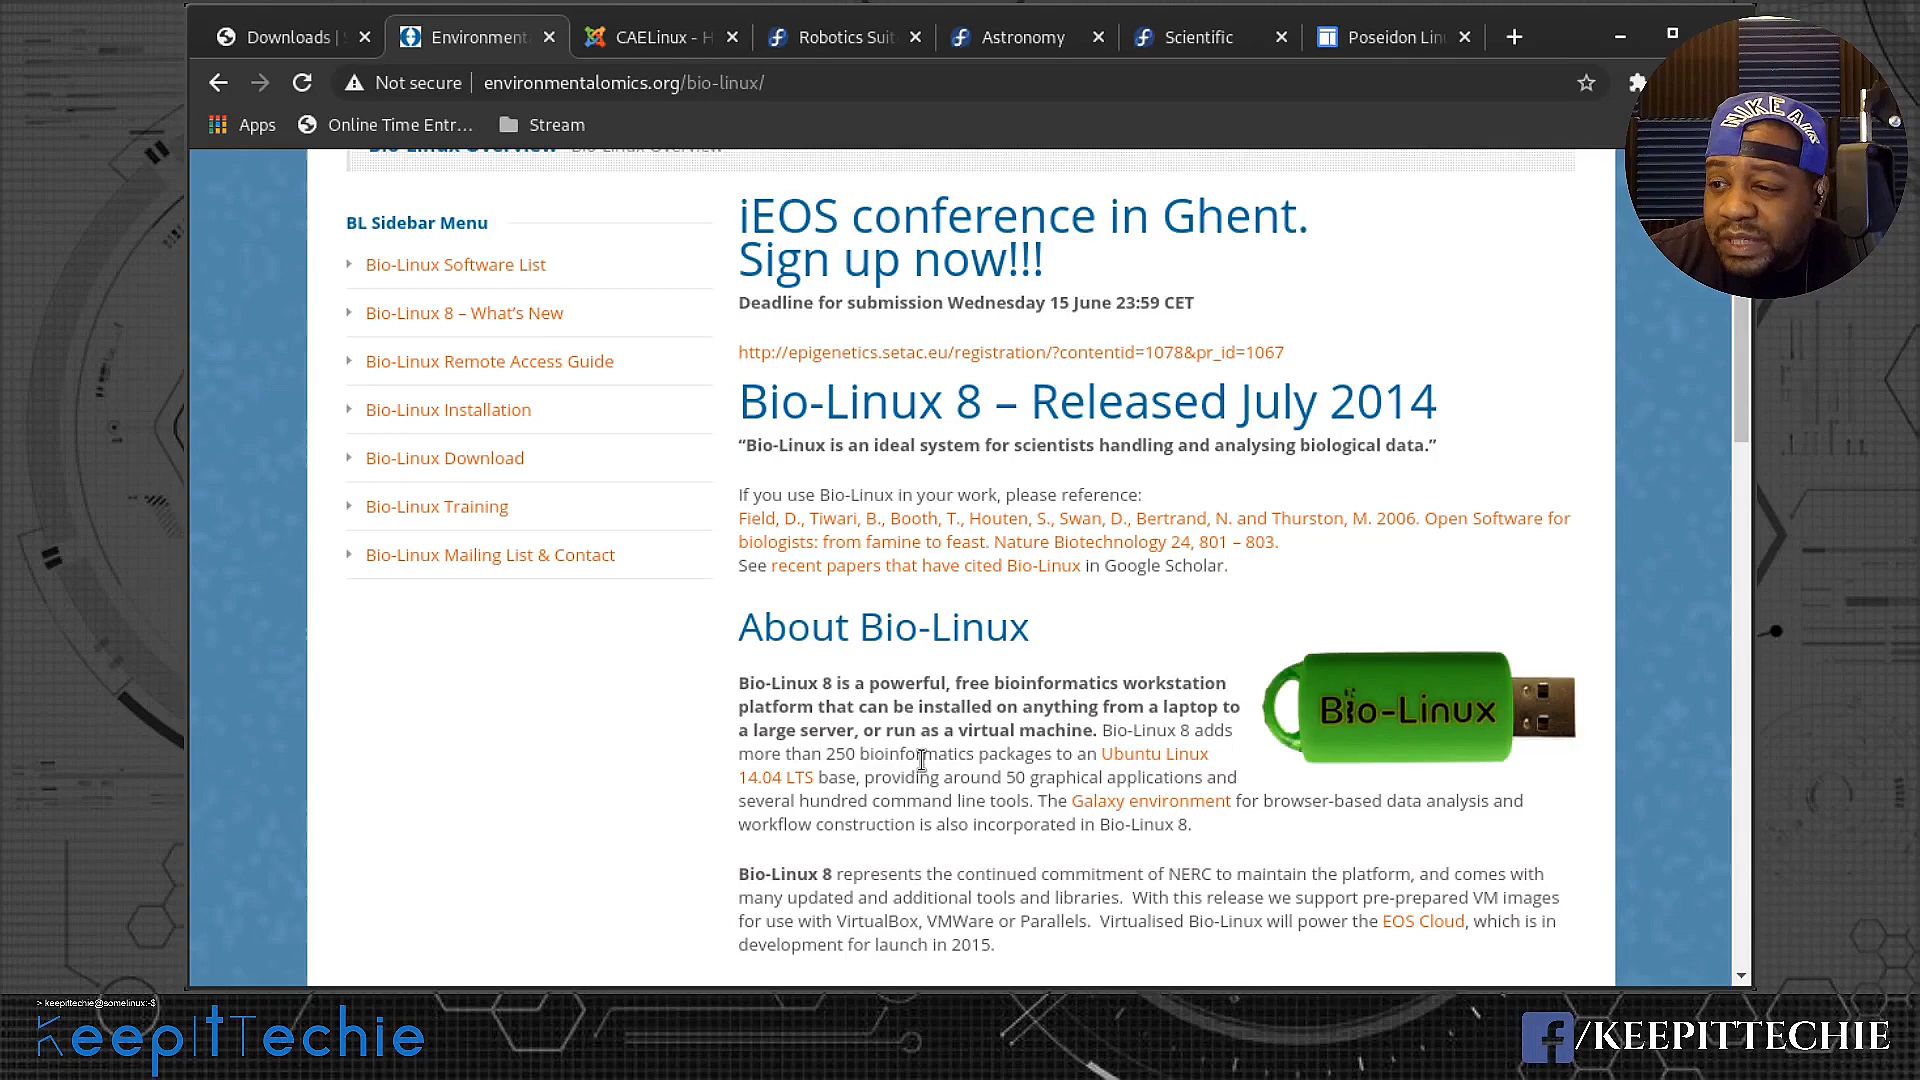 Downloads | S
Environment
CAELinux - H
Robotics Suit
Astronomy
Scientific
Poseidon Lin
Not secure
environmentalomics.org/bio-linux/
Apps
Online Time Entr...
Stream
Bio-Linux Overview Bio-Linux Overview
BL Sidebar Menu
Bio-Linux Software List
Bio-Linux 8 – What's New
Bio-Linux Remote Access Guide
Bio-Linux Installation
Bio-Linux Download
Bio-Linux Training
Bio-Linux Mailing List & Contact
iEOS conference in Ghent.
Sign up now!!!
Deadline for submission Wednesday 15 June 23:59 CET
http://epigenetics.setac.eu/registration/?contentid=1078&pr_id=1067
Bio-Linux 8 – Released July 2014
“Bio-Linux is an ideal system for scientists handling and analysing biological data.”
If you use Bio-Linux in your work, please reference:
Field, D., Tiwari, B., Booth, T., Houten, S., Swan, D., Bertrand, N. and Thurston, M. 2006. Open Software for
biologists: from famine to feast. Nature Biotechnology 24, 801 – 803.
See recent papers that have cited Bio-Linux in Google Scholar.
About Bio-Linux
Bio-Linux 8 is a powerful, free bioinformatics workstation
platform that can be installed on anything from a laptop to
a large server, or run as a virtual machine. Bio-Linux 8 adds
more than 250 bioinformatics packages to an Ubuntu Linux
14.04 LTS base, providing around 50 graphical applications and
several hundred command line tools. The Galaxy environment for browser-based data analysis and
workflow construction is also incorporated in Bio-Linux 8.
Bio-Linux
Bio-Linux 8 represents the continued commitment of NERC to maintain the platform, and comes with
many updated and additional tools and libraries. With this release we support pre-prepared VM images
for use with VirtualBox, VMWare or Parallels. Virtualised Bio-Linux will power the EOS Cloud, which is in
development for launch in 2015.
NIKE AIR
> keepittechie@somelinux:~$
KeepItTechie
f/KEEPITTECHIE